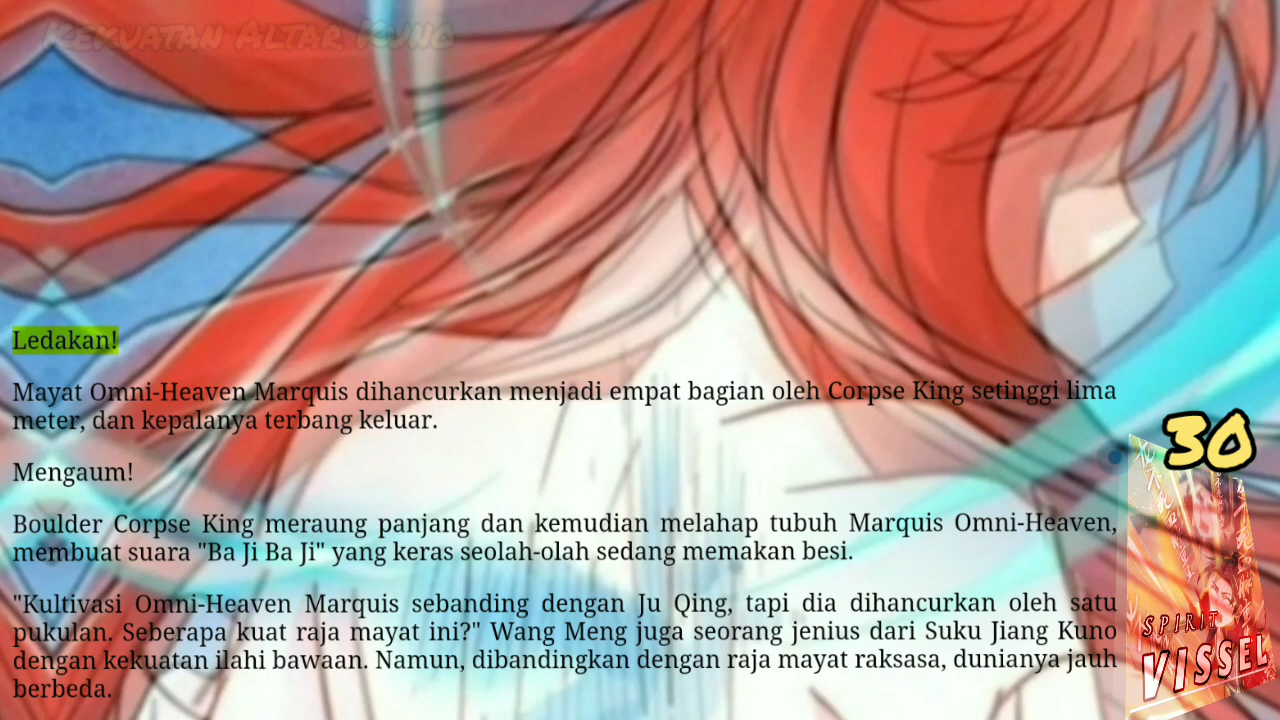 Kekuatan Altar Kuno
Ledakan!
Mayat Omni-Heaven Marquis dihancurkan menjadi empat bagian oleh Corpse King setinggi lima
meter, dan kepalanya terbang keluar.
Mengaum!
Boulder Corpse King meraung panjang dan kemudian melahap tubuh Marquis Omni-Heaven,
membuat suara "Ba Ji Ba Ji" yang keras seolah-olah sedang memakan besi.
"Kultivasi Omni-Heaven Marquis sebanding dengan Ju Qing, tapi dia dihancurkan oleh satu
pukulan. Seberapa kuat raja mayat ini?" Wang Meng juga seorang jenius dari Suku Jiang Kuno
dengan kekuatan ilahi bawaan. Namun, dibandingkan dengan raja mayat raksasa, dunianya jauh
berbeda.
30
SPIRIT
VISSEL